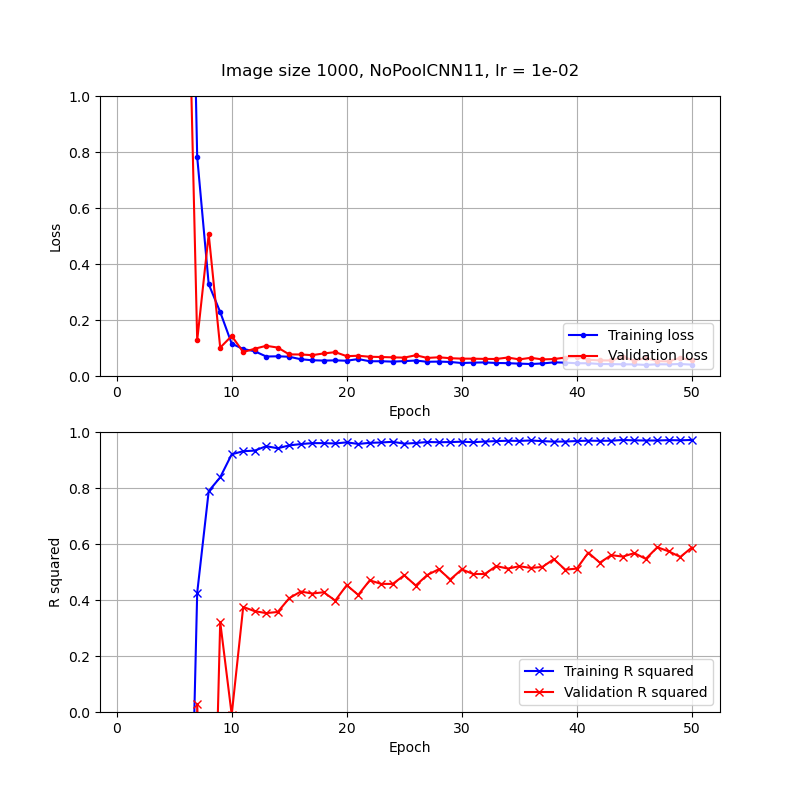 Image size 1000, NoPoolCNN11, lr = 1e-02
1.0
0.8
0.6
0.4
0.2
0.0
Loss
Training loss
Validation loss
0 10 20 30 40 50
Epoch
1.0
0.8
0.6
0.4
0.2
0.0
R squared
Training R squared
Validation R squared
0 10 20 30 40 50
Epoch